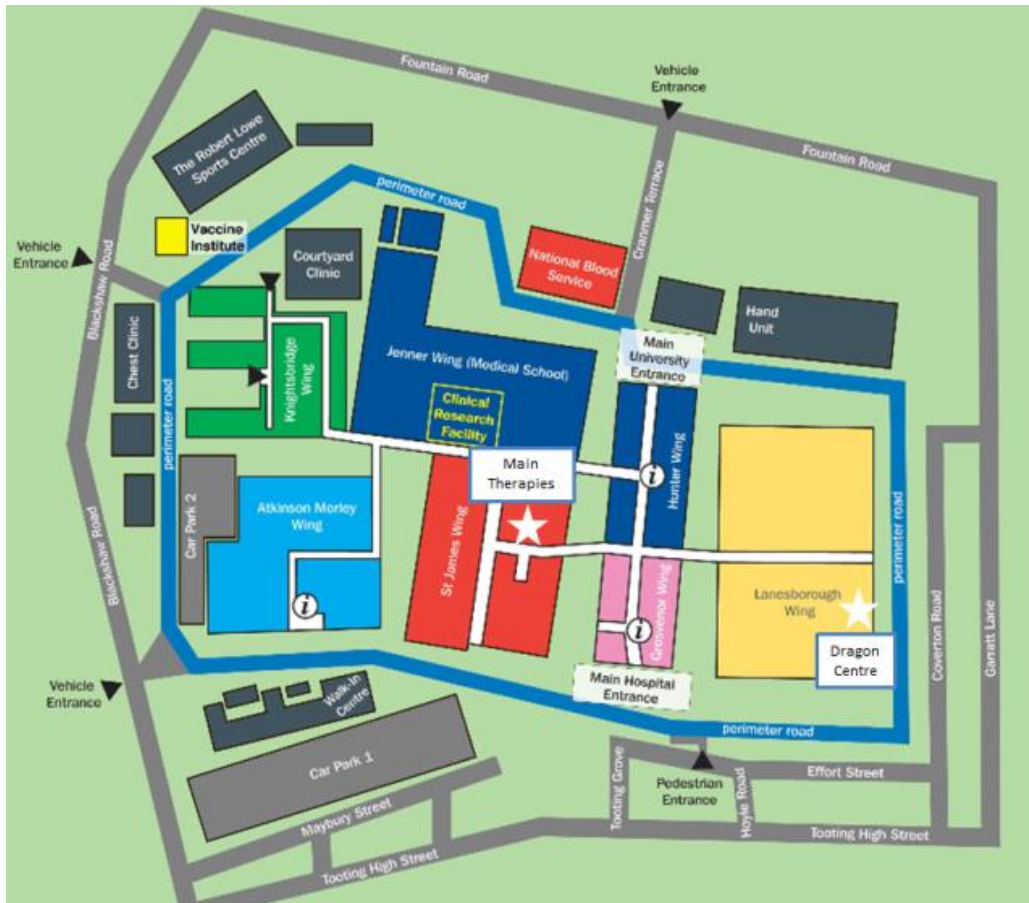 Fountain Road
Vehicle
Entrance
Fountain Road
The Robert Lowe
Sports Centre
perimeter road
Cranmer Terrace
Vaccine
Institute
Vehicle
Entrance
Blackshaw Road
Courtyard
Clinic
National Blood
Service
Hand
Unit
Chest Clinic
Knightsbridge
Wing
Jenner Wing (Medical School)
Main
University
Entrance
Clinical
Research
Facility
perimeter road
Main
Therapies
i
Hunter Wing
perimeter road
Car Park 2
Atkinson Morley
Wing
St James Wing
Blackshaw Road
i
Grosvenor Wing
i
Lanesborough
Wing
Dragon
Centre
Coverton Road
Garratt Lane
Vehicle
Entrance
Walk-In
Centre
Main Hospital
Entrance
perimeter road
Car Park 1
Tooting Grove
Pedestrian
Entrance
Hoyle Road
Effort Street
Maybury Street
Tooting High Street
Tooting High Street